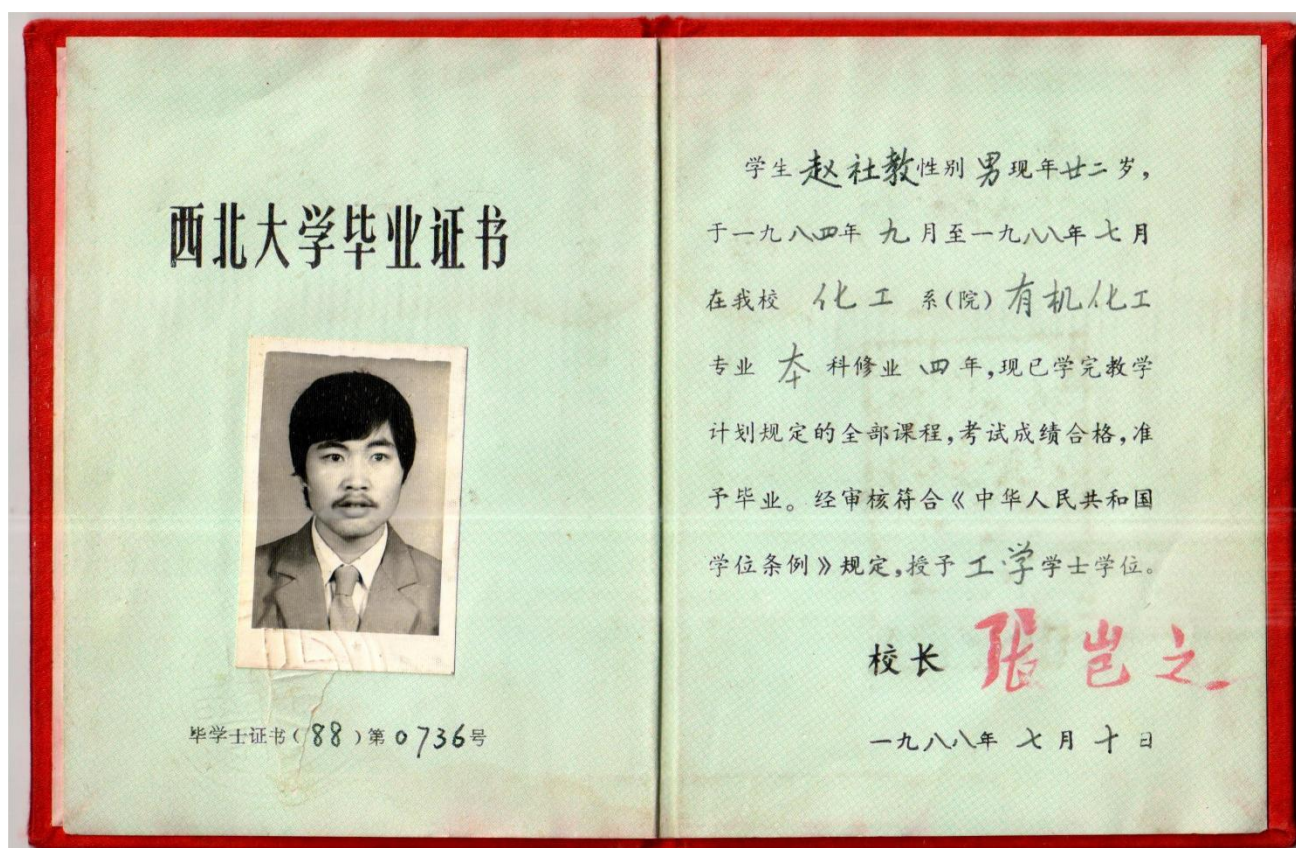 西北大学毕业证书
毕学士证书(88)第0736号
学生赵社教性别男现年廿二岁,
于一九八四年九月至一九八八年七月
在我校 化工 系(院)有机化工
专业 本 科修业 四 年,现已学完教学
计划规定的全部课程,考试成绩合格,准
予毕业。经审核符合《中华人民共和国
学位条例》规定,授予工学学士学位。
校长 张岂之
一九八八年 七月十日